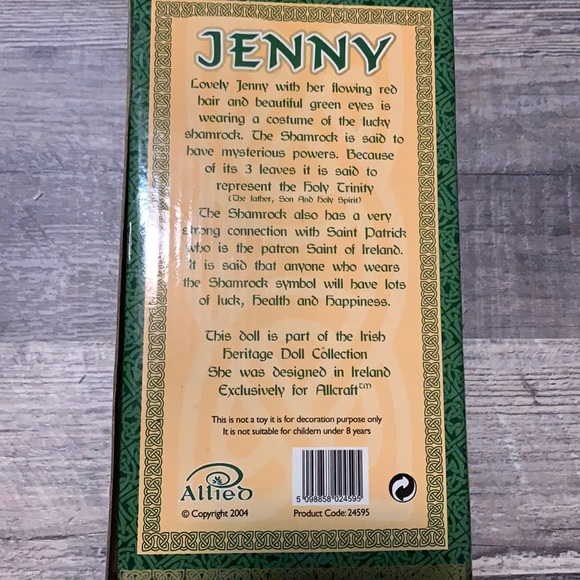 JENNY
Lovely Jenny with her flowing red
hair and beautiful green eyes is
wearing a costume of the lucky
shamrock. The Shamrock is said to
have mysterious powers. Because
of its 3 leaves it is said to
represent the Holy Trinity
(The father, Son And Holy Spirit)
The Shamrock also has a very
strong connection with Saint Patrick
who is the patron Saint of Ireland.
It is said that anyone who wears
the Shamrock symbol will have lots
of luck, Health and Happiness.
This doll is part of the Irish
Heritage Doll Collection
She was designed in Ireland
Exclusively for Allcraft™
This is not a toy it is for decoration purpose only
It is not suitable for childern under 8 years
Allied
© Copyright 2004
5 098858 024595
Product Code: 24595